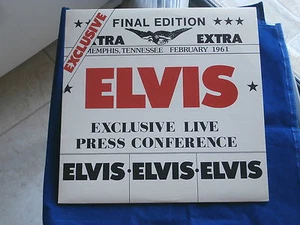 FINAL EDITION
EXCLUSIVE
EXTRA EXTRA
MEMPHIS, TENNESSEE FEBRUARY 1961
ELVIS
EXCLUSIVE LIVE
PRESS CONFERENCE
ELVIS·ELVIS·ELVIS